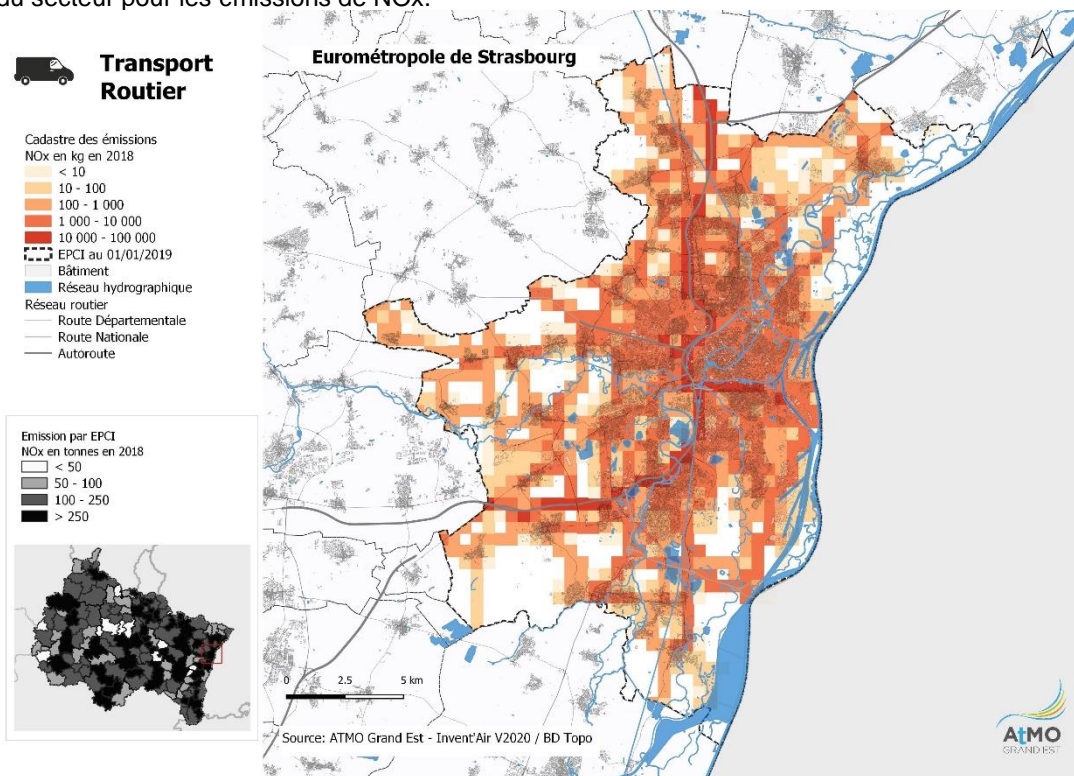 du secteur pour les émissions de NOx.
Transport
Routier
Eurométropole de Strasbourg
Cadastre des émissions
NOx en kg en 2018
< 10
10 - 100
100 - 1 000
1 000 - 10 000
10 000 - 100 000
EPCI au 01/01/2019
Bâtiment
Réseau hydrographique
Réseau routier
Route Départementale
Route Nationale
Autoroute
Emission par EPCI
NOx en tonnes en 2018
< 50
50 - 100
100 - 250
> 250
0 2.5 5 km
Source: ATMO Grand Est - Invent'Air V2020 / BD Topo
AtMO
GRAND EST